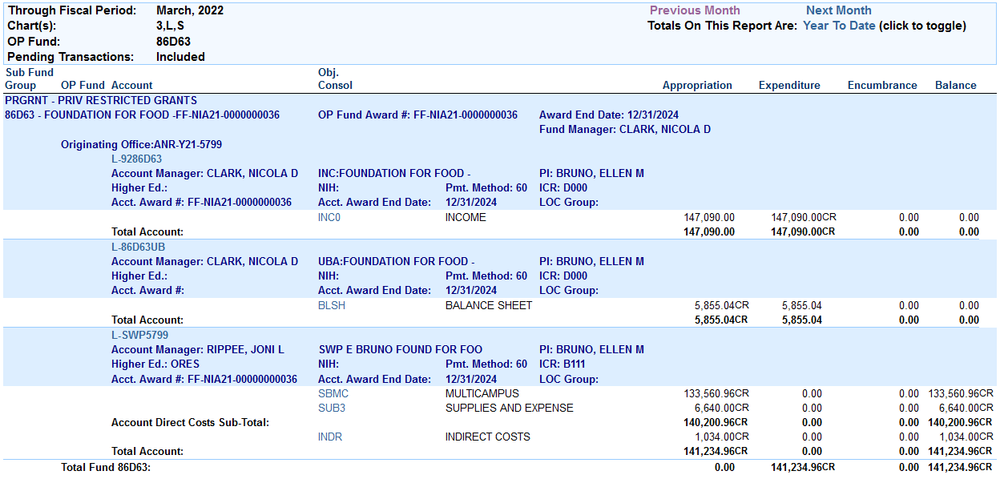 Through Fiscal Period: March, 2022 Previous Month Next Month
Chart(s): 3,L,S Totals On This Report Are: Year To Date (click to toggle)
OP Fund: 86D63
Pending Transactions: Included
Sub Fund Obj.
Group OP Fund Account Consol Appropriation Expenditure Encumbrance Balance
PRGRNT - PRIV RESTRICTED GRANTS
86D63 - FOUNDATION FOR FOOD -FF-NIA21-0000000036 OP Fund Award #: FF-NIA21-0000000036 Award End Date: 12/31/2024
Fund Manager: CLARK, NICOLA D
Originating Office:ANR-Y21-5799
L-9286D63
Account Manager: CLARK, NICOLA D INC:FOUNDATION FOR FOOD - PI: BRUNO, ELLEN M
Higher Ed.: NIH: Pmt. Method: 60 ICR: D000
Acct. Award #: FF-NIA21-0000000036 Acct. Award End Date: 12/31/2024 LOC Group:
INC0 INCOME 147,090.00 147,090.00CR 0.00 0.00
Total Account: 147,090.00 147,090.00CR 0.00 0.00
L-86D63UB
Account Manager: CLARK, NICOLA D UBA:FOUNDATION FOR FOOD - PI: BRUNO, ELLEN M
Higher Ed.: NIH: Pmt. Method: 60 ICR: D000
Acct. Award #: Acct. Award End Date: 12/31/2024 LOC Group:
BLSH BALANCE SHEET 5,855.04CR 5,855.04 0.00 0.00
Total Account: 5,855.04CR 5,855.04 0.00 0.00
L-SWP5799
Account Manager: RIPPEE, JONI L SWP E BRUNO FOUND FOR FOO PI: BRUNO, ELLEN M
Higher Ed.: ORES NIH: Pmt. Method: 60 ICR: B111
Acct. Award #: FF-NIA21-00000000036 Acct. Award End Date: 12/31/2024 LOC Group:
SBMC MULTICAMPUS 133,560.96CR 0.00 0.00 133,560.96CR
SUB3 SUPPLIES AND EXPENSE 6,640.00CR 0.00 0.00 6,640.00CR
Account Direct Costs Sub-Total: 140,200.96CR 0.00 0.00 140,200.96CR
INDR INDIRECT COSTS 1,034.00CR 0.00 0.00 1,034.00CR
Total Account: 141,234.96CR 0.00 0.00 141,234.96CR
Total Fund 86D63: 0.00 141,234.96CR 0.00 141,234.96CR